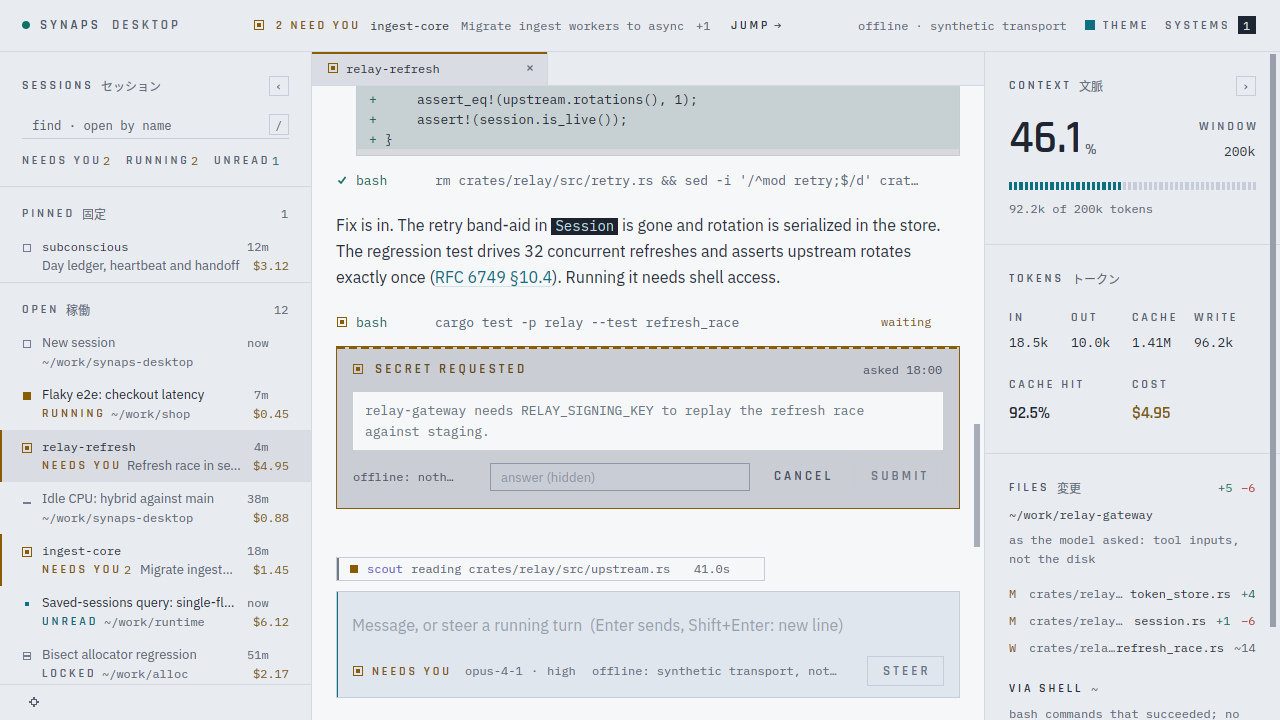 SYNAPS DESKTOP
2 NEED YOU ingest-core Migrate ingest workers to async +1 JUMP →
offline · synthetic transport THEME SYSTEMS 1
SESSIONS セッション ‹
find · open by name /
NEEDS YOU 2 RUNNING 2 UNREAD 1
PINNED 固定 1
subconscious 12m
Day ledger, heartbeat and handoff $3.12
OPEN 稼働 12
New session now
~/work/synaps-desktop
Flaky e2e: checkout latency 7m
RUNNING ~/work/shop $0.45
relay-refresh 4m
NEEDS YOU Refresh race in se… $4.95
Idle CPU: hybrid against main 38m
~/work/synaps-desktop $0.88
ingest-core 18m
NEEDS YOU 2 Migrate ingest… $1.45
Saved-sessions query: single-fl… now
UNREAD ~/work/runtime $6.12
Bisect allocator regression 51m
LOCKED ~/work/alloc $2.17
relay-refresh ×
+ assert_eq!(upstream.rotations(), 1);
+ assert!(session.is_live());
+ }
bash rm crates/relay/src/retry.rs && sed -i '/^mod retry;$/d' crat…
Fix is in. The retry band-aid in Session is gone and rotation is serialized in the store.
The regression test drives 32 concurrent refreshes and asserts upstream rotates
exactly once (RFC 6749 §10.4). Running it needs shell access.
bash cargo test -p relay --test refresh_race waiting
SECRET REQUESTED asked 18:00
relay-gateway needs RELAY_SIGNING_KEY to replay the refresh race
against staging.
offline: noth… answer (hidden) CANCEL SUBMIT
scout reading crates/relay/src/upstream.rs 41.0s
Message, or steer a running turn (Enter sends, Shift+Enter: new line)
NEEDS YOU opus-4-1 · high offline: synthetic transport, not… STEER
CONTEXT 文脈 ›
46.1% WINDOW
200k
92.2k of 200k tokens
TOKENS トークン
IN OUT CACHE WRITE
18.5k 10.0k 1.41M 96.2k
CACHE HIT COST
92.5% $4.95
FILES 変更 +5 −6
~/work/relay-gateway
as the model asked: tool inputs,
not the disk
M crates/relay… token_store.rs +4
M crates/relay… session.rs +1 −6
W crates/rela…refresh_race.rs ~14
VIA SHELL ~
bash commands that succeeded; no